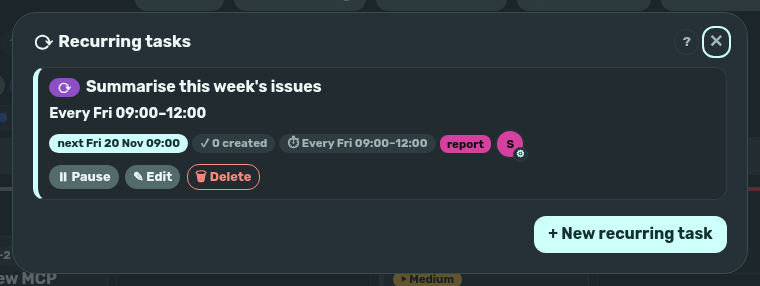 Recurring tasks
?
Summarise this week's issues
Every Fri 09:00–12:00
next Fri 20 Nov 09:00 ✓ 0 created ⏱ Every Fri 09:00–12:00 report S
Pause ✎ Edit Delete
+ New recurring task
-2
ew MCP
Medium